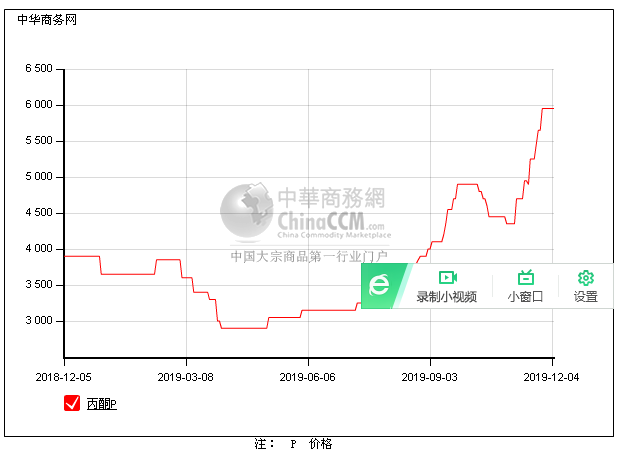 中华商务网
6 500
6 000
5 500
5 000
4 500
4 000
3 500
3 000
中華商務網
ChinaCCM.com
China Commodity Marketplace
中国大宗商品第一行业门户
录制小视频 小窗口 设置
2018-12-05 2019-03-08 2019-06-06 2019-09-03 2019-12-04
丙酮P
注： P 价格